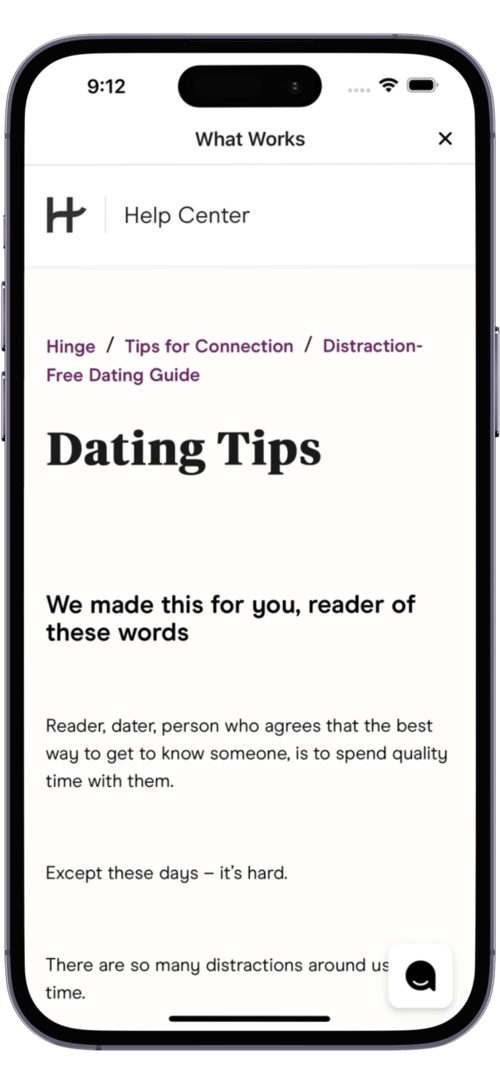 9:12
What Works
Help Center
Hinge / Tips for Connection / Distraction-
Free Dating Guide
Dating Tips
We made this for you, reader of
these words
Reader, dater, person who agrees that the best
way to get to know someone, is to spend quality
time with them.
Except these days – it's hard.
There are so many distractions around us
time.